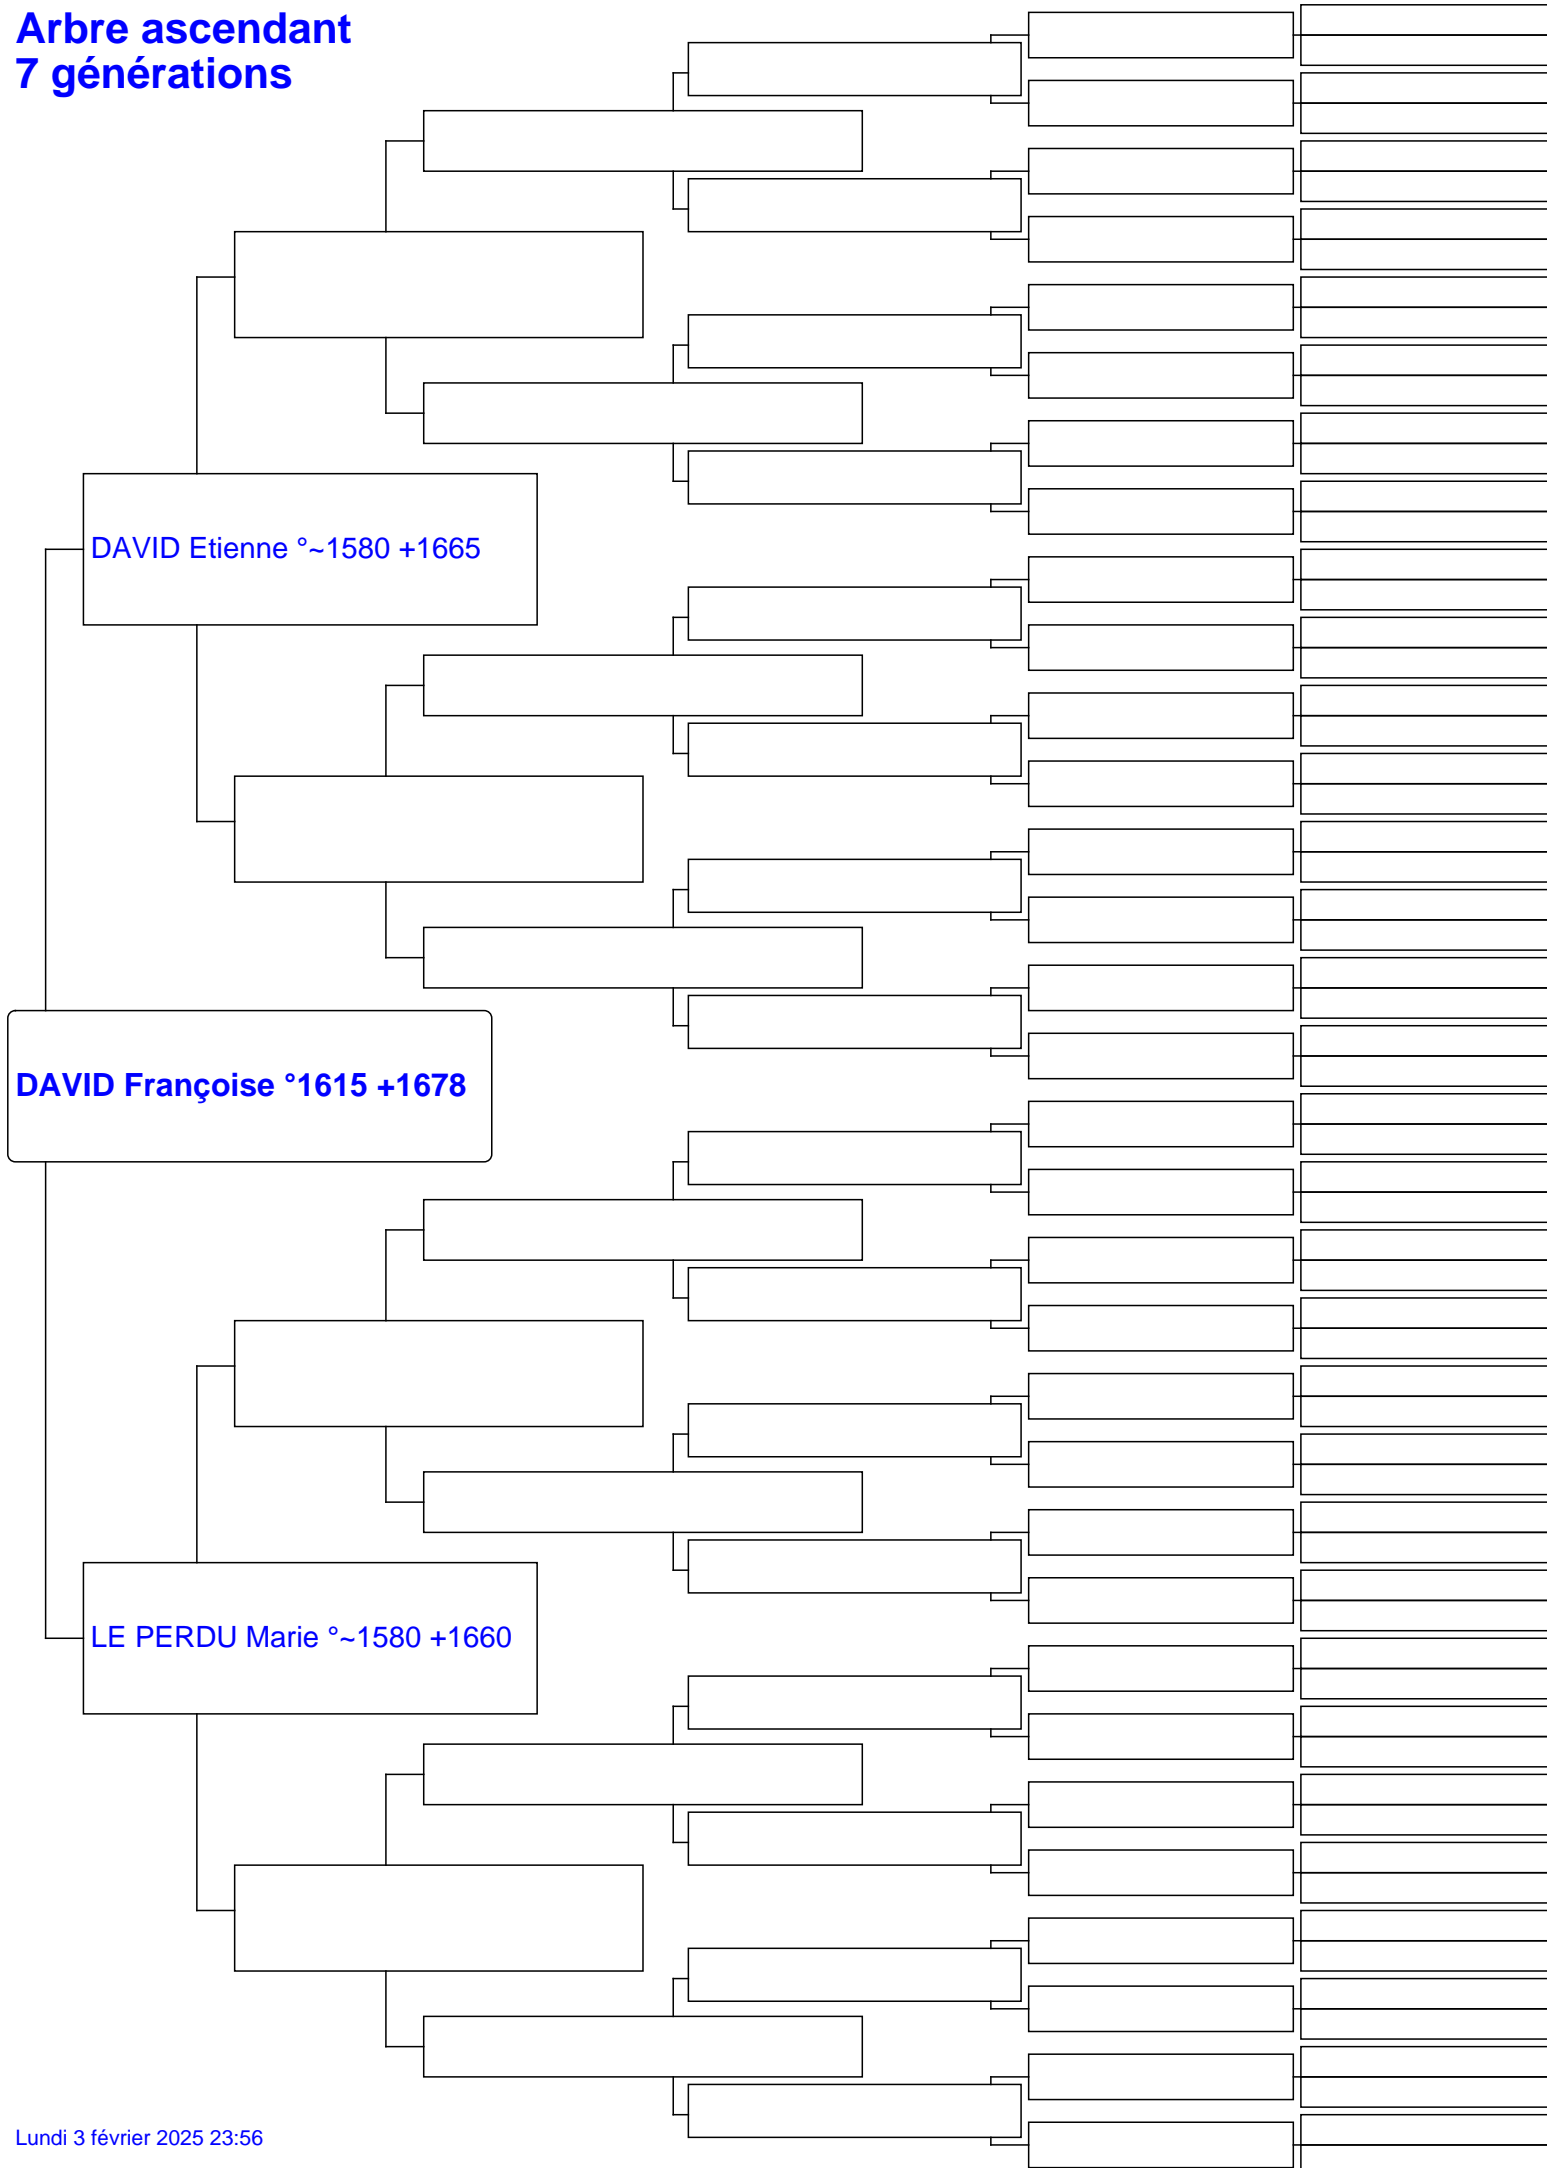 Arbre ascendant
7 générations
DAVID Etienne °~1580 +1665
DAVID Françoise °1615 +1678
LE PERDU Marie °~1580 +1660
Lundi 3 février 2025 23:56